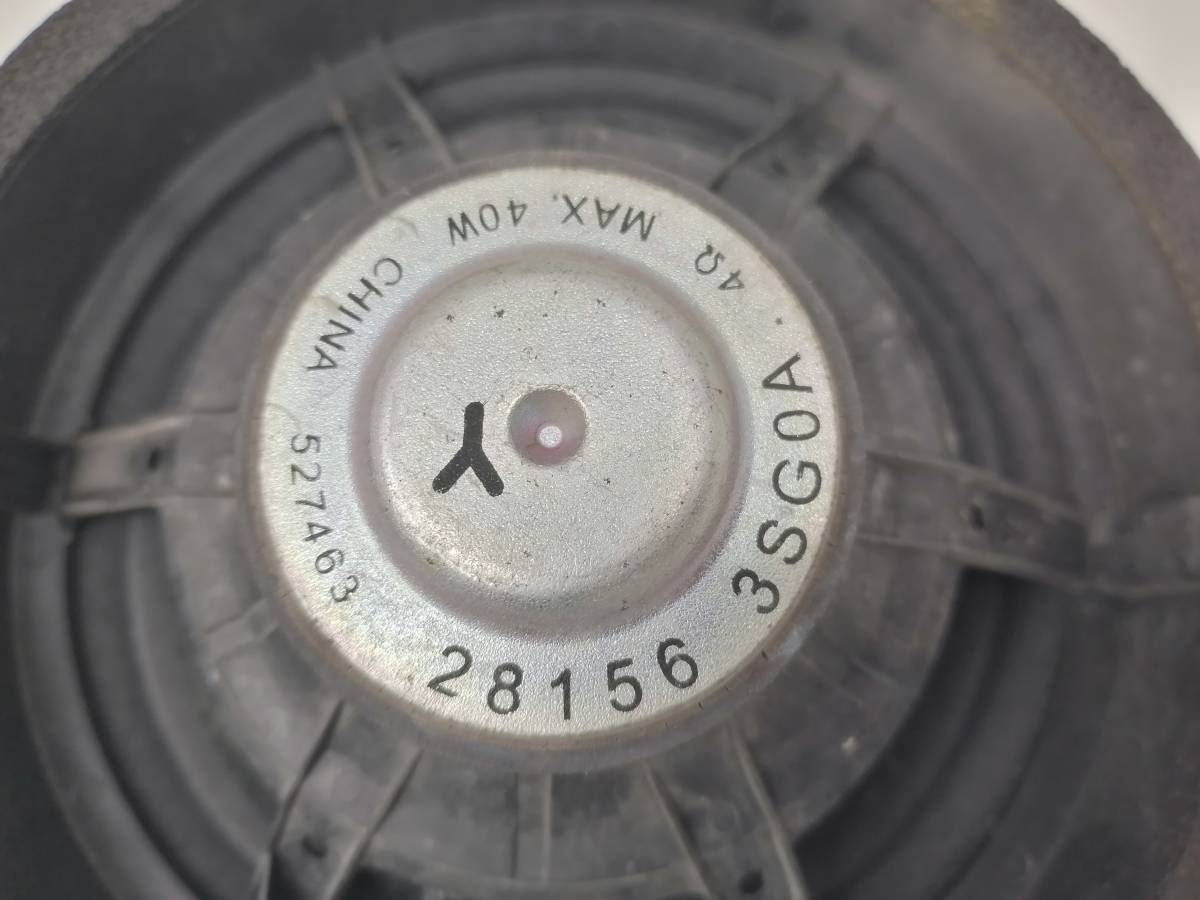 28156 3SG0A
4Ω MAX. 40W CHINA 527463
Y